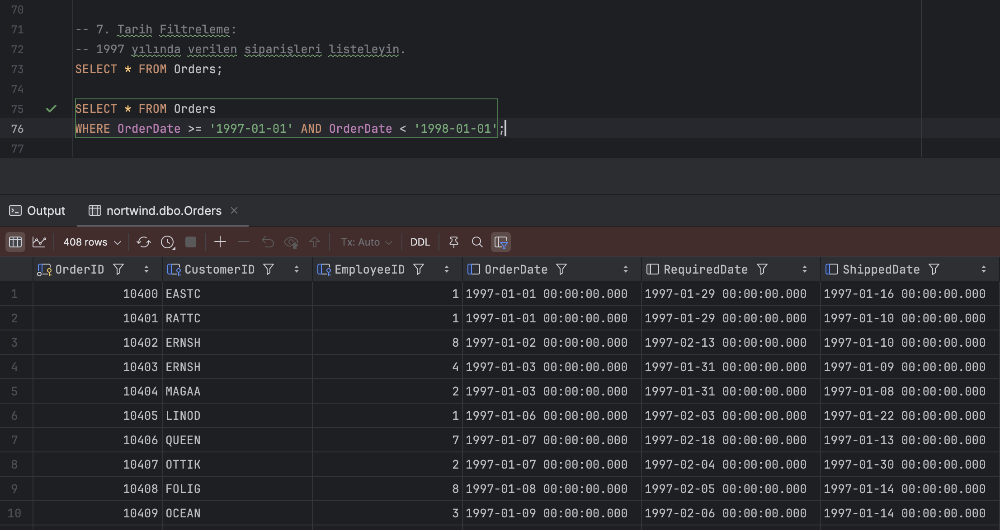 70
71 -- 7. Tarih Filtreleme:
72 -- 1997 yılında verilen siparişleri listeleyin.
73 SELECT * FROM Orders;
74
75 SELECT * FROM Orders
76 WHERE OrderDate >= '1997-01-01' AND OrderDate < '1998-01-01';
77
Output nortwind.dbo.Orders
408 rows Tx: Auto DDL
OrderID CustomerID EmployeeID OrderDate RequiredDate ShippedDate
1 10400 EASTC 1 1997-01-01 00:00:00.000 1997-01-29 00:00:00.000 1997-01-16 00:00:00.000
2 10401 RATTC 1 1997-01-01 00:00:00.000 1997-01-29 00:00:00.000 1997-01-10 00:00:00.000
3 10402 ERNSH 8 1997-01-02 00:00:00.000 1997-02-13 00:00:00.000 1997-01-10 00:00:00.000
4 10403 ERNSH 4 1997-01-03 00:00:00.000 1997-01-31 00:00:00.000 1997-01-09 00:00:00.000
5 10404 MAGAA 2 1997-01-03 00:00:00.000 1997-01-31 00:00:00.000 1997-01-08 00:00:00.000
6 10405 LINOD 1 1997-01-06 00:00:00.000 1997-02-03 00:00:00.000 1997-01-22 00:00:00.000
7 10406 QUEEN 7 1997-01-07 00:00:00.000 1997-02-18 00:00:00.000 1997-01-13 00:00:00.000
8 10407 OTTIK 2 1997-01-07 00:00:00.000 1997-02-04 00:00:00.000 1997-01-30 00:00:00.000
9 10408 FOLIG 8 1997-01-08 00:00:00.000 1997-02-05 00:00:00.000 1997-01-14 00:00:00.000
10 10409 OCEAN 3 1997-01-09 00:00:00.000 1997-02-06 00:00:00.000 1997-01-14 00:00:00.000